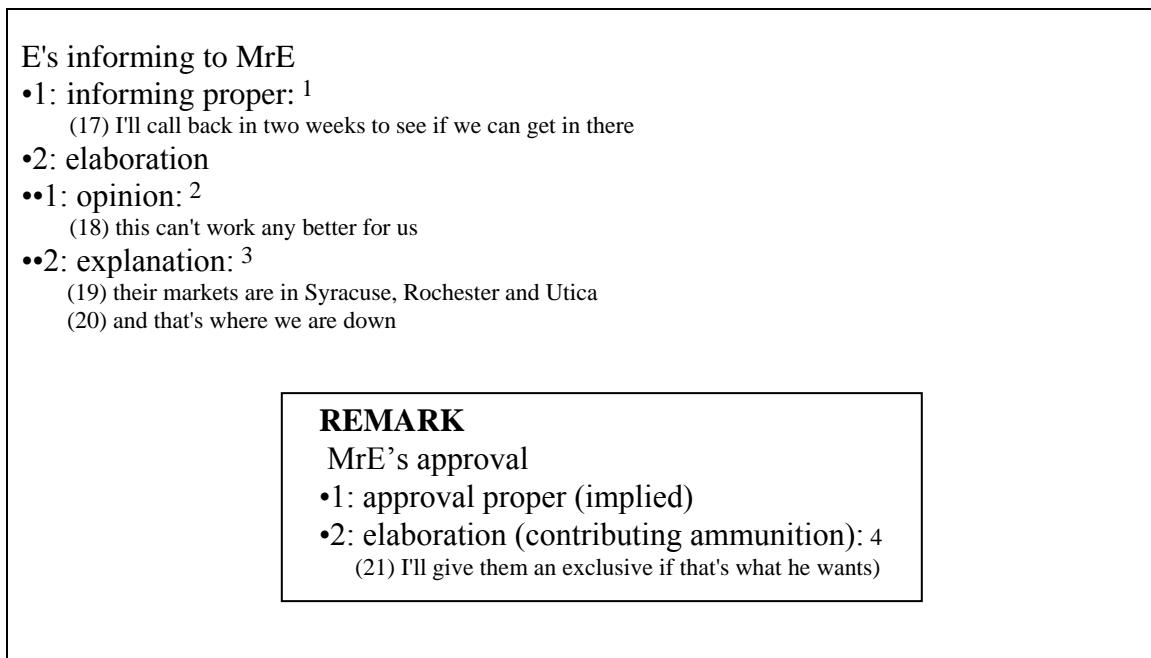 E's informing to MrE
•1: informing proper: 1
(17) I'll call back in two weeks to see if we can get in there
•2: elaboration
••1: opinion: 2
(18) this can't work any better for us
••2: explanation: 3
(19) their markets are in Syracuse, Rochester and Utica
(20) and that's where we are down
REMARK
MrE’s approval
•1: approval proper (implied)
•2: elaboration (contributing ammunition): 4
(21) I'll give them an exclusive if that's what he wants)